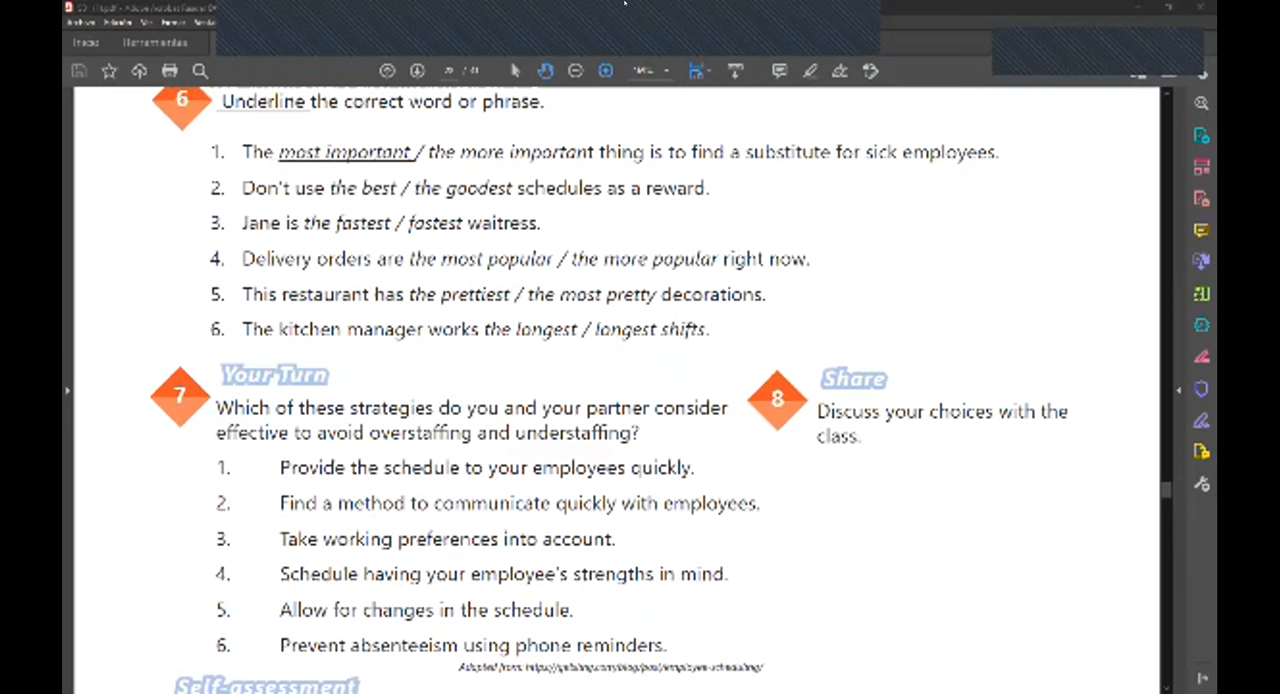 Inicio Herramientas
6 Underline the correct word or phrase.
1. The most important / the more important thing is to find a substitute for sick employees.
2. Don't use the best / the goodest schedules as a reward.
3. Jane is the fastest / fastest waitress.
4. Delivery orders are the most popular / the more popular right now.
5. This restaurant has the prettiest / the most pretty decorations.
6. The kitchen manager works the longest / longest shifts.
7 Your Turn
Which of these strategies do you and your partner consider
effective to avoid overstaffing and understaffing?
1. Provide the schedule to your employees quickly.
2. Find a method to communicate quickly with employees.
3. Take working preferences into account.
4. Schedule having your employee's strengths in mind.
5. Allow for changes in the schedule.
6. Prevent absenteeism using phone reminders.
8 Share
Discuss your choices with the
class.
Adapted from:
Self-assessment